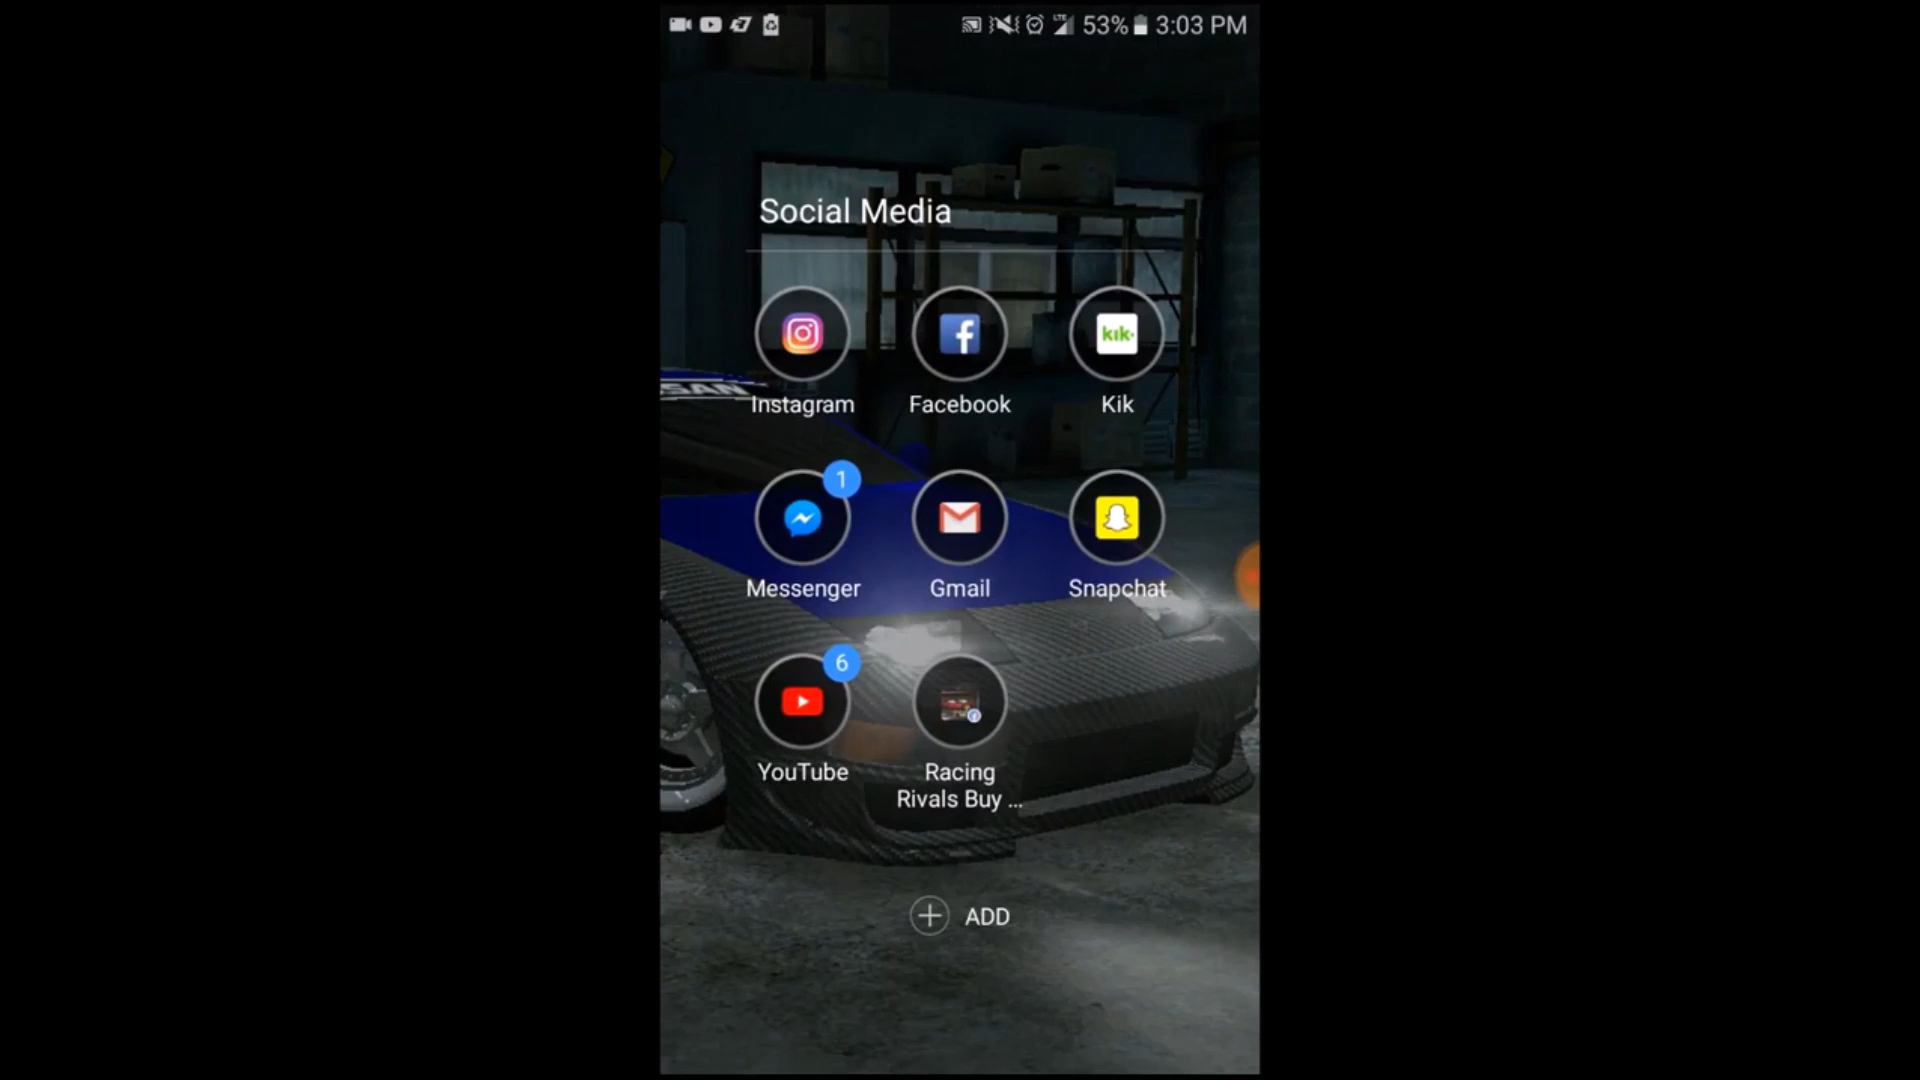 53% 3:03 PM
Social Media
kik
Instagram Facebook Kik
SAN
1
Messenger Gmail Snapchat
6
YouTube Racing
Rivals Buy ...
ADD